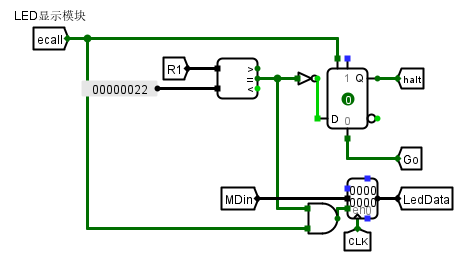 LED显示模块
ecall
R1
00000022
1 Q
halt
0
D
0
Go
MDin
0000
0000
LedData
CLK